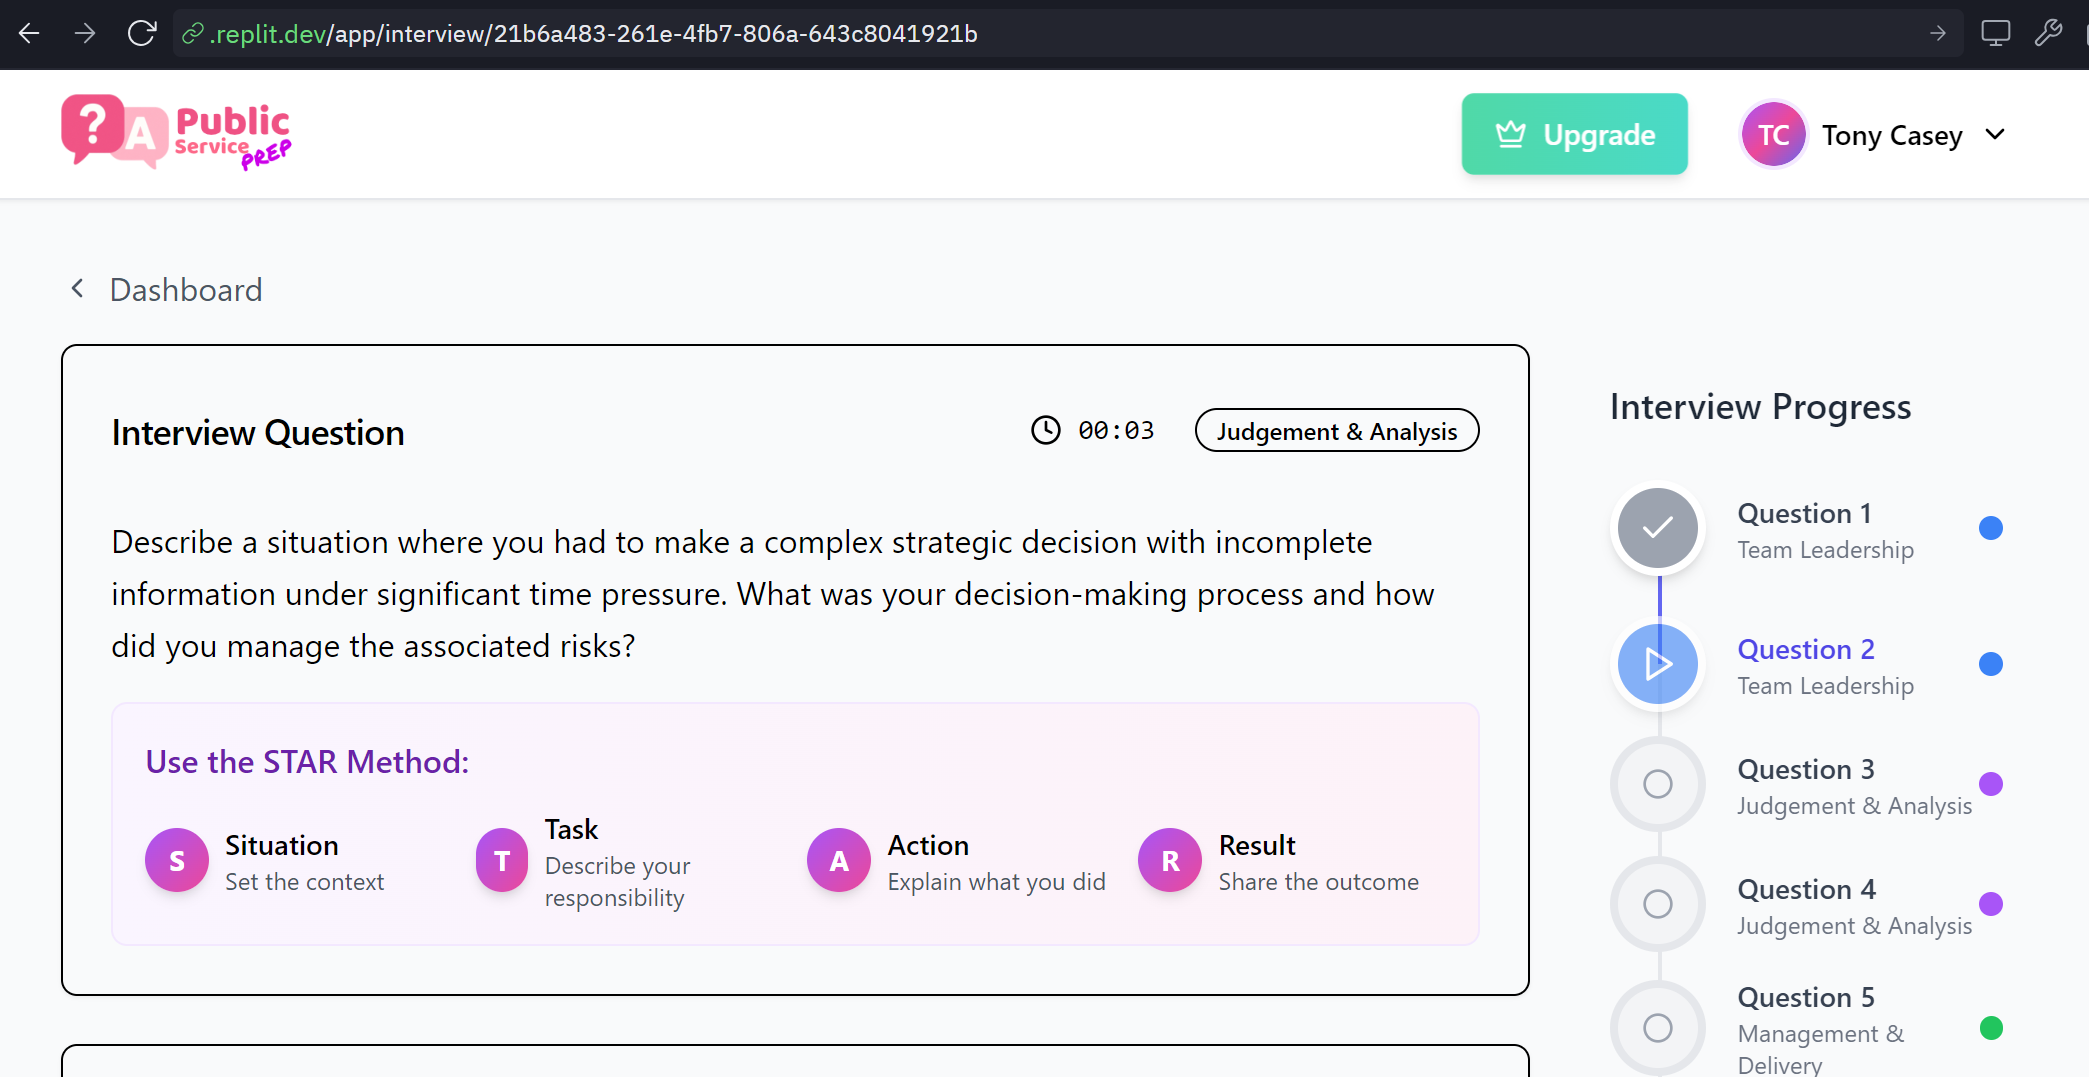 .replit.dev/app/interview/21b6a483-261e-4fb7-806a-643c8041921b
? A Public
Service
PREP
Upgrade
TC Tony Casey
Dashboard
Interview Question
00:03
Judgement & Analysis
Describe a situation where you had to make a complex strategic decision with incomplete
information under significant time pressure. What was your decision-making process and how
did you manage the associated risks?
Use the STAR Method:
S
Situation
Set the context
T
Task
Describe your
responsibility
A
Action
Explain what you did
R
Result
Share the outcome
Interview Progress
Question 1
Team Leadership
Question 2
Team Leadership
Question 3
Judgement & Analysis
Question 4
Judgement & Analysis
Question 5
Management &
Delivery